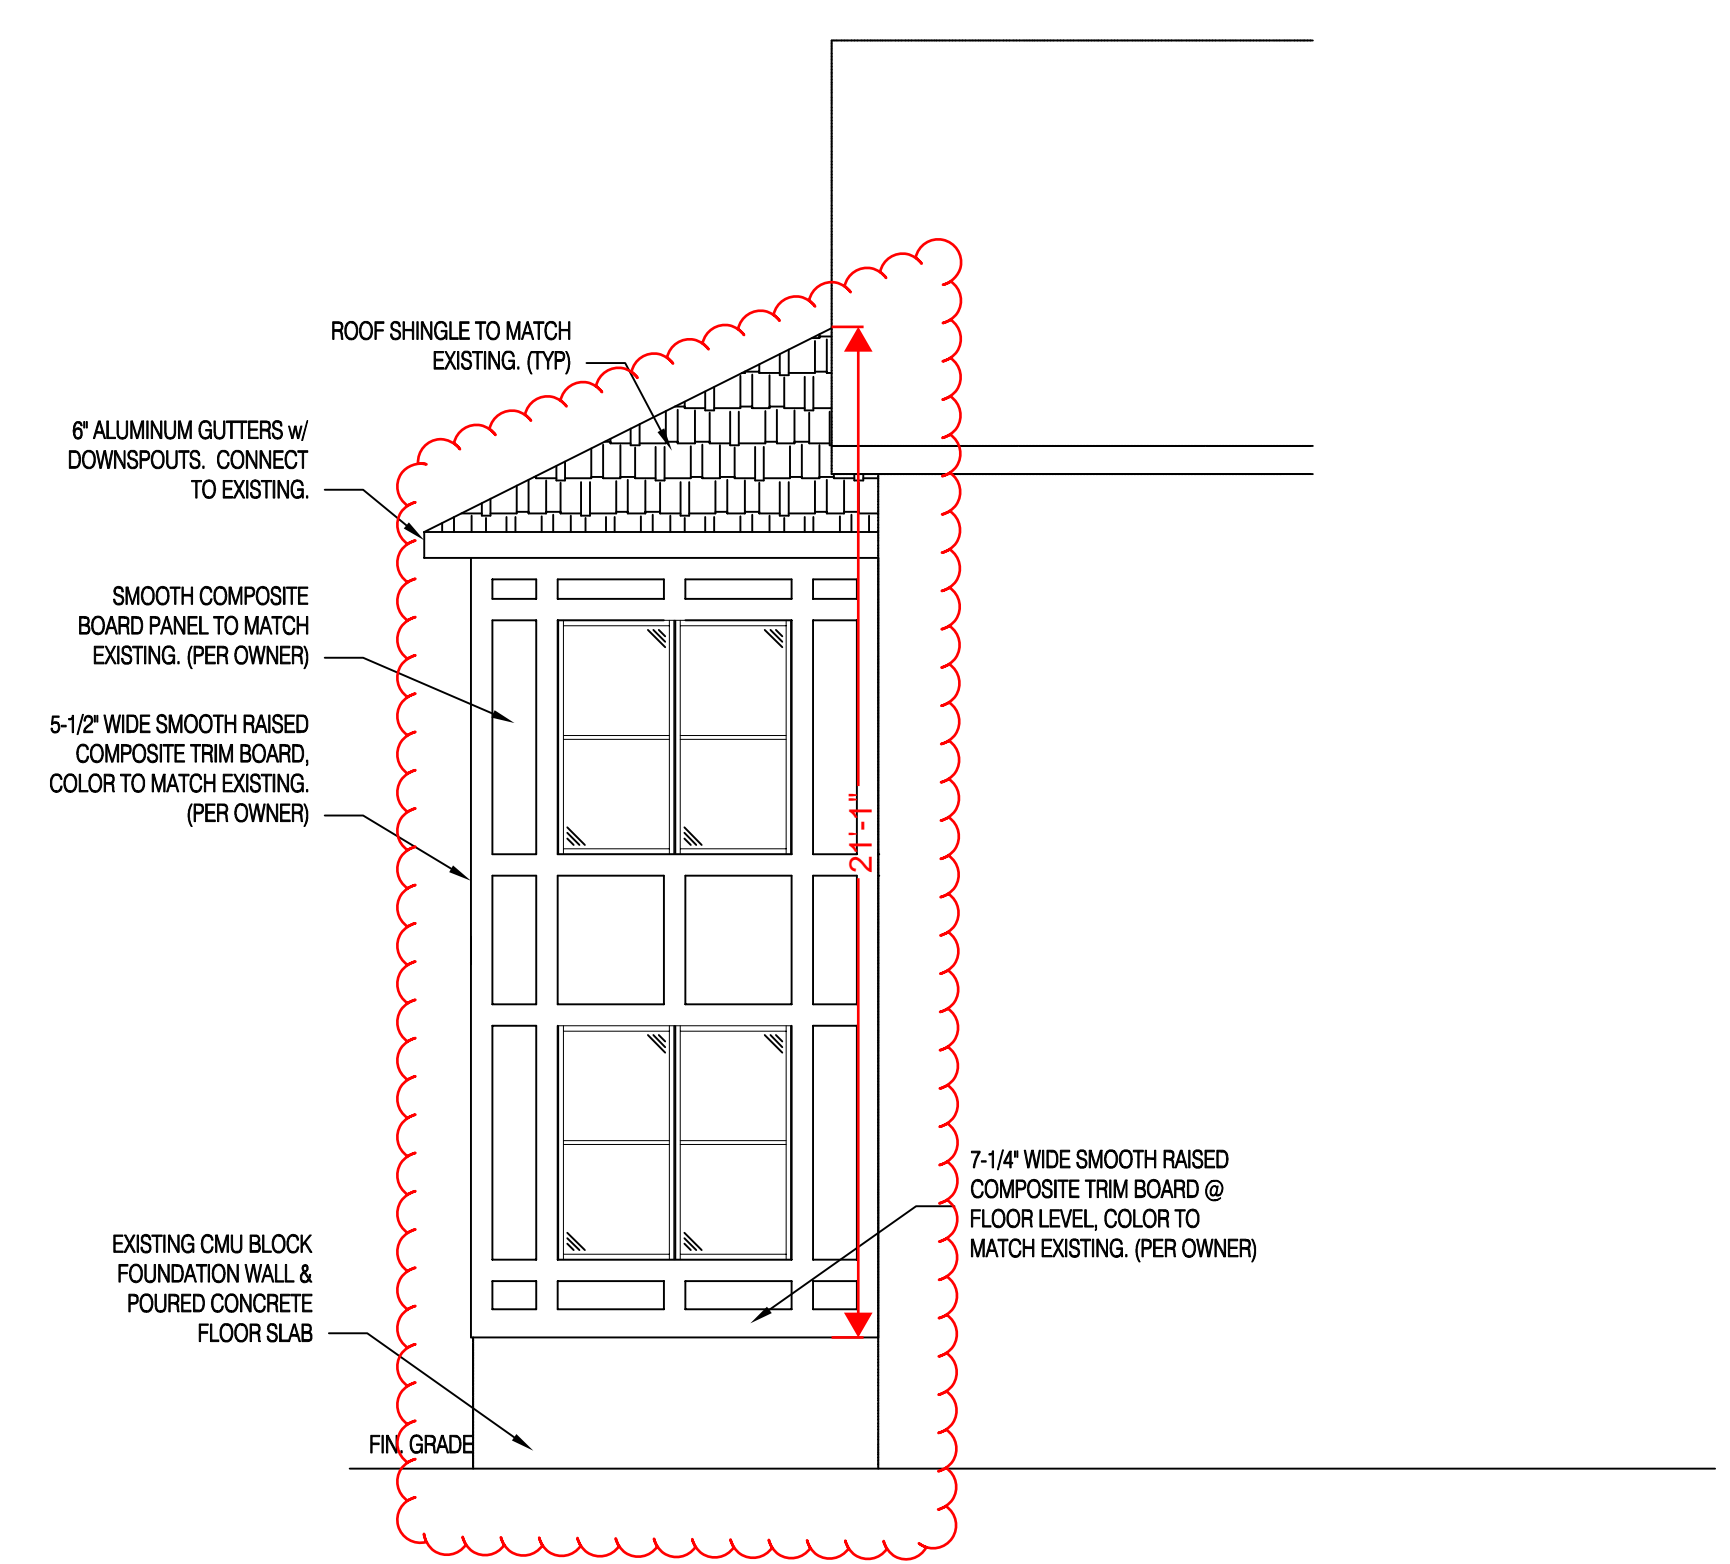 ROOF SHINGLE TO MATCH
EXISTING. (TYP)
6" ALUMINUM GUTTERS w/
DOWNSPOUTS. CONNECT
TO EXISTING.
SMOOTH COMPOSITE
BOARD PANEL TO MATCH
EXISTING. (PER OWNER)
5-1/2" WIDE SMOOTH RAISED
COMPOSITE TRIM BOARD,
COLOR TO MATCH EXISTING.
(PER OWNER)
21'-1"
7-1/4" WIDE SMOOTH RAISED
COMPOSITE TRIM BOARD @
FLOOR LEVEL, COLOR TO
MATCH EXISTING. (PER OWNER)
EXISTING CMU BLOCK
FOUNDATION WALL &
POURED CONCRETE
FLOOR SLAB
FIN. GRADE